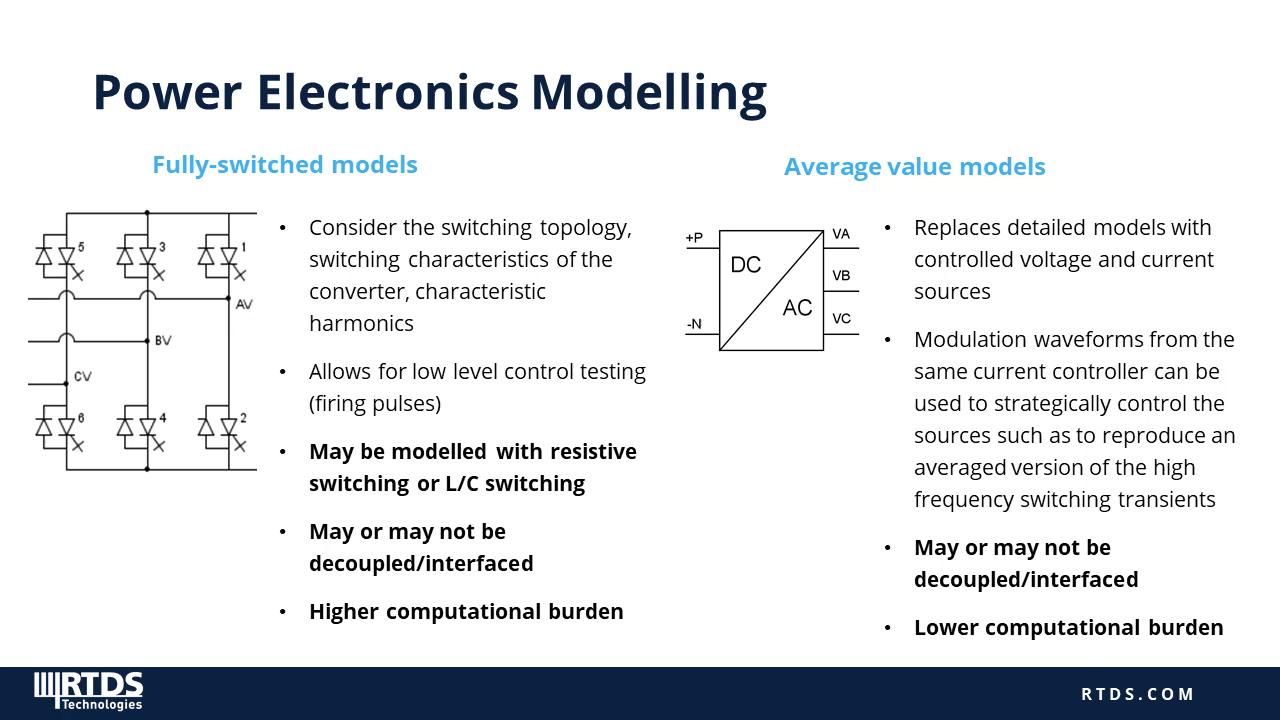 Power Electronics Modelling
Fully-switched models
5
3
1
AV
BV
CV
6
4
2
• Consider the switching topology,
switching characteristics of the
converter, characteristic
harmonics
• Allows for low level control testing
(firing pulses)
• May be modelled with resistive
switching or L/C switching
• May or may not be
decoupled/interfaced
• Higher computational burden
Average value models
+P
-N
DC
AC
VA
VB
VC
• Replaces detailed models with
controlled voltage and current
sources
• Modulation waveforms from the
same current controller can be
used to strategically control the
sources such as to reproduce an
averaged version of the high
frequency switching transients
• May or may not be
decoupled/interfaced
• Lower computational burden
RTDS
Technologies
RTDS.COM